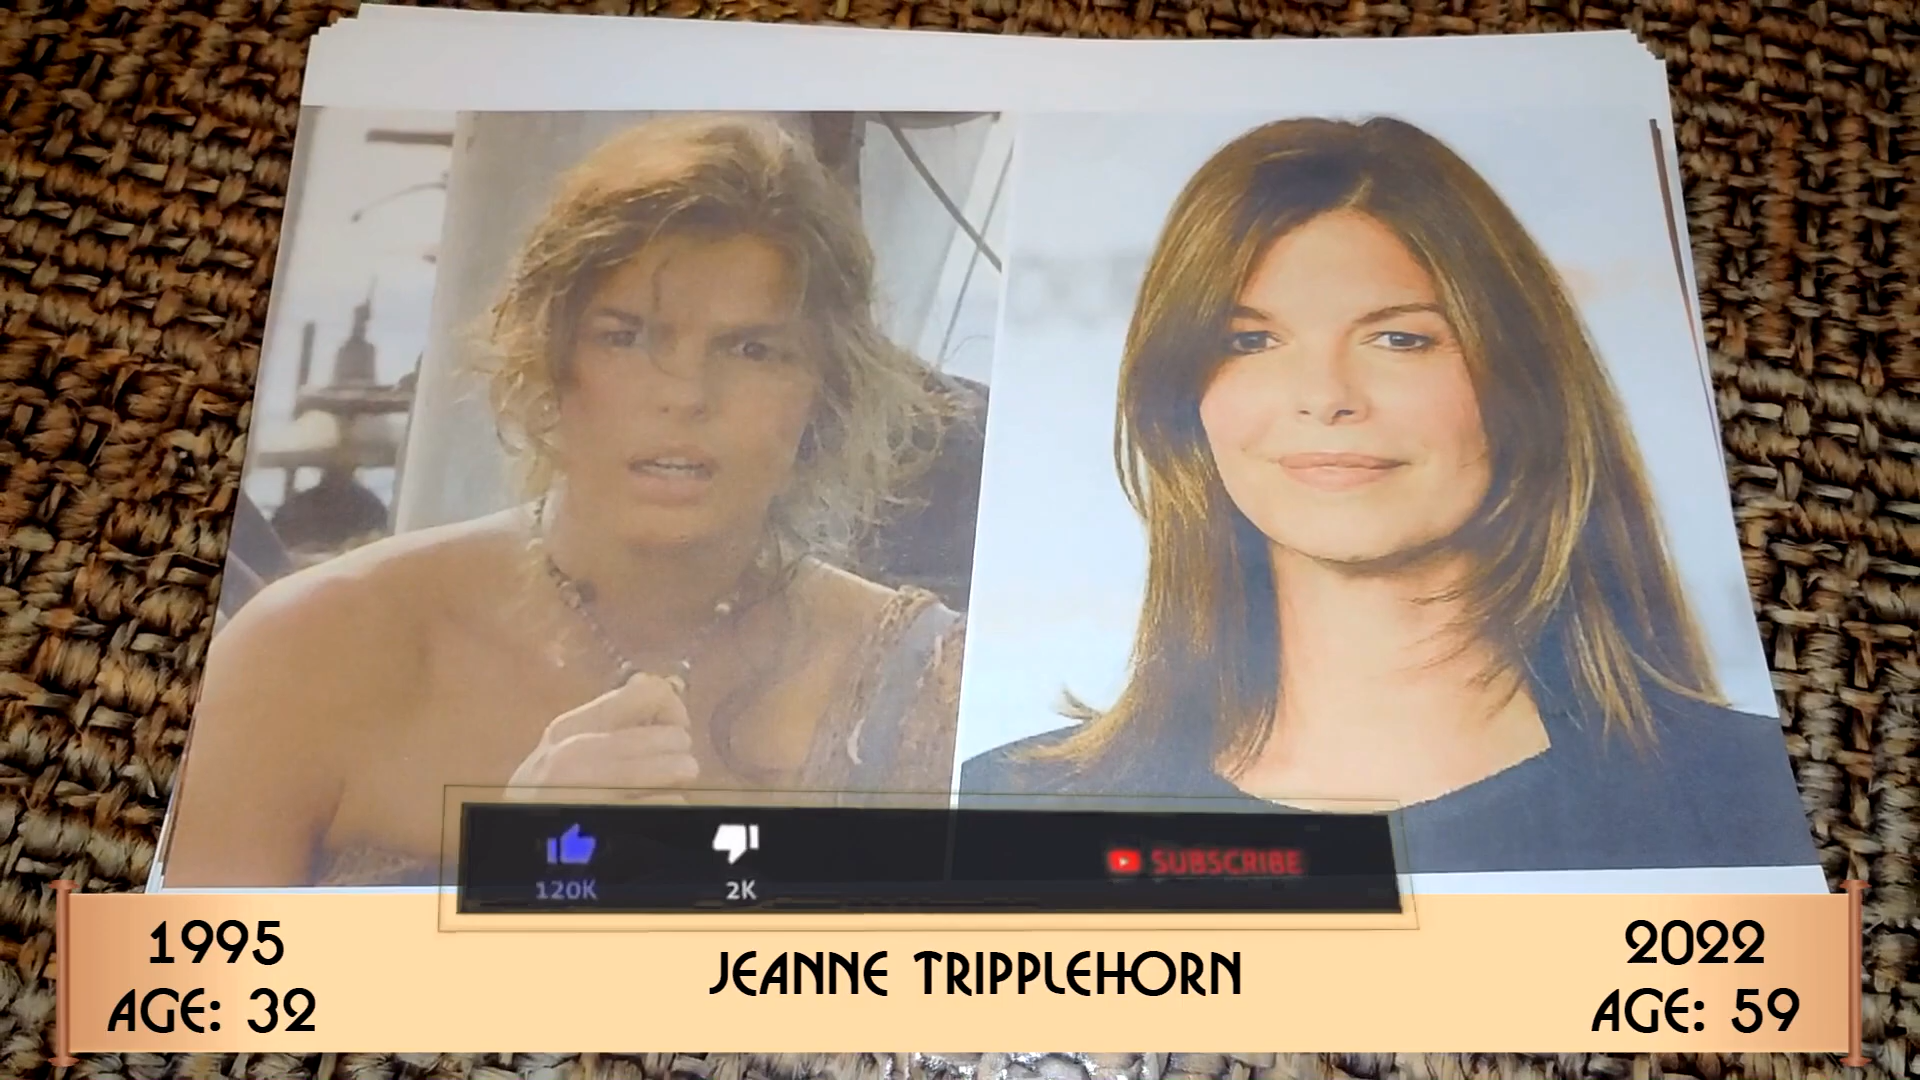 120K
2K
SUBSCRIBE
1995
AGE: 32
JEANNE TRIPPLEHORN
2022
AGE: 59